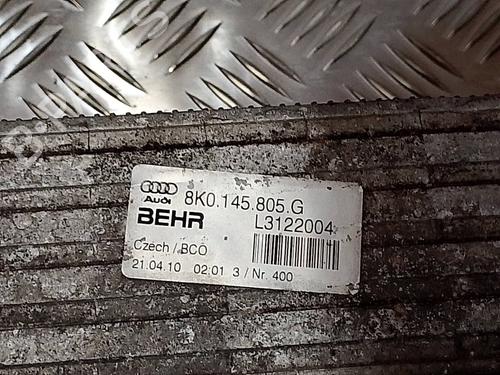 Audi 8K0.145.805.G
BEHR L3122004
Czech / BCO
21.04.10 02:01 3 / Nr. 400